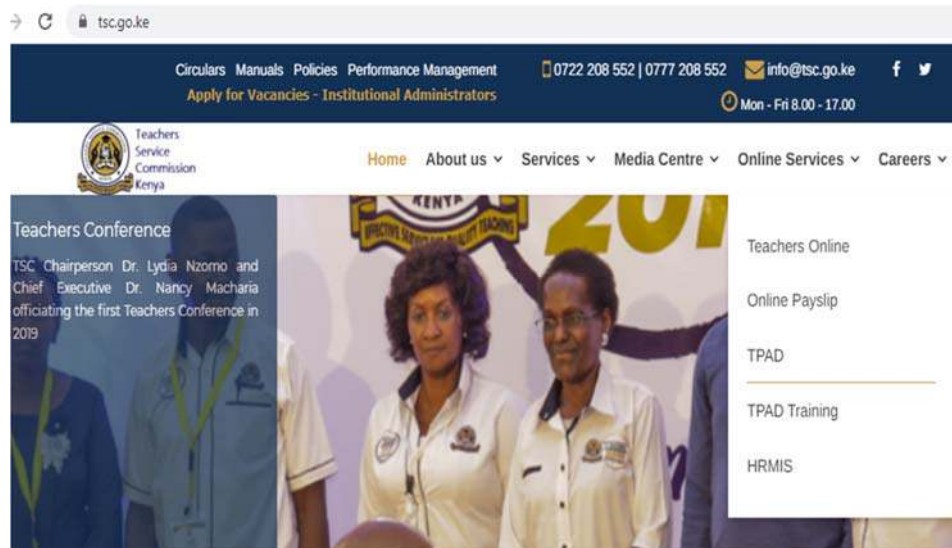 tsc.go.ke
Circulars Manuals Policies Performance Management
0722 208 552 | 0777 208 552
info@tsc.go.ke
Apply for Vacancies - Institutional Administrators
Mon - Fri 8.00 - 17.00
Teachers
Service
Commission
Kenya
Home About us Services Media Centre Online Services Careers
KENYA
201
Teachers Conference
TSC Chairperson Dr. Lydia Nzomo and
Chief Executive Dr. Nancy Macharia
officiating the first Teachers Conference in
2019
Teachers Online
Online Payslip
TPAD
TPAD Training
HRMIS